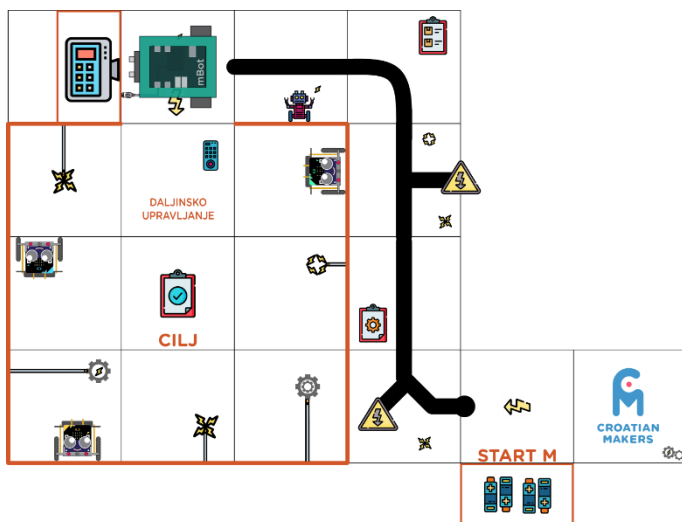 mBot
DALJINSKO
UPRAVLJANJE
CILJ
START M
CROATIAN
MAKERS